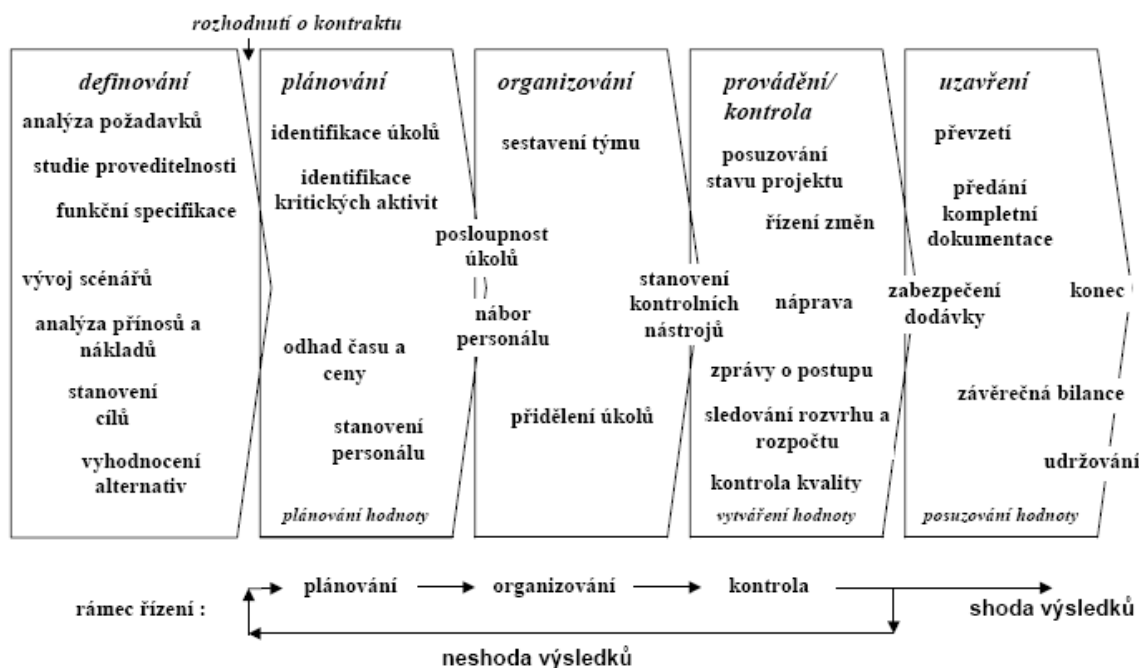 rozhodnutí o kontraktu
definování
analýza požadavků
studie proveditelnosti
funkční specifikace
vývoj scénářů
analýza přínosů a
nákladů
stanovení
cílů
vyhodnocení
alternativ
plánování
identifikace úkolů
identifikace
kritických aktivit
posloupnost
úkolů
nábor
personálu
odhad času a
ceny
stanovení
personálu
plánování hodnoty
organizování
sestavení týmu
stanovení
kontrolních
nástrojů
přidělení úkolů
provádění/
kontrola
posuzování
stavu projektu
řízení změn
náprava
zprávy o postupu
sledování rozvrhu a
rozpočtu
kontrola kvality
vytváření hodnoty
uzavření
převzetí
předání
kompletní
dokumentace
zabezpečení
dodávky
konec
závěrečná bilance
udržování
posuzování hodnoty
rámec řízení :
plánování
organizování
kontrola
shoda výsledků
neshoda výsledků